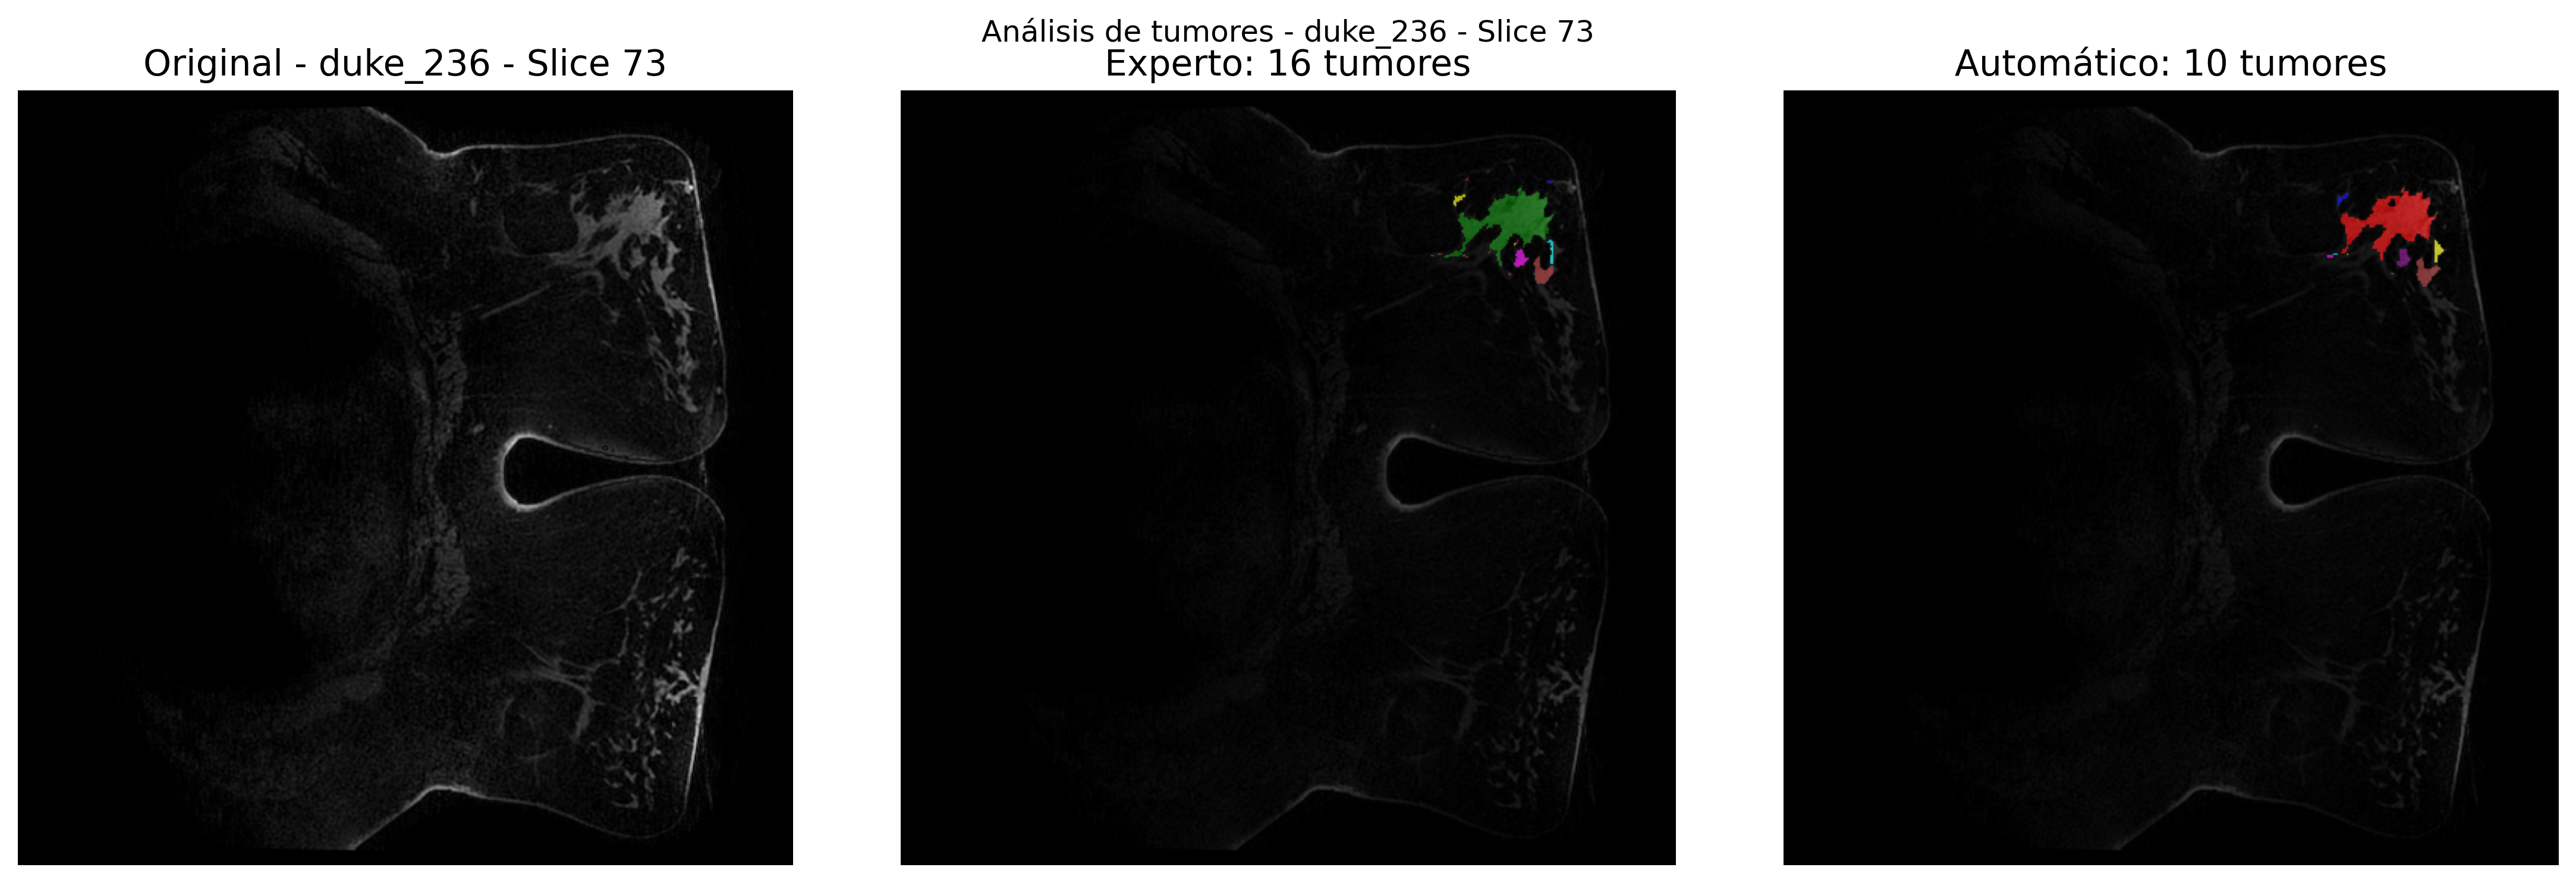 Análisis de tumores - duke_236 - Slice 73
Original - duke_236 - Slice 73
Experto: 16 tumores
Automático: 10 tumores